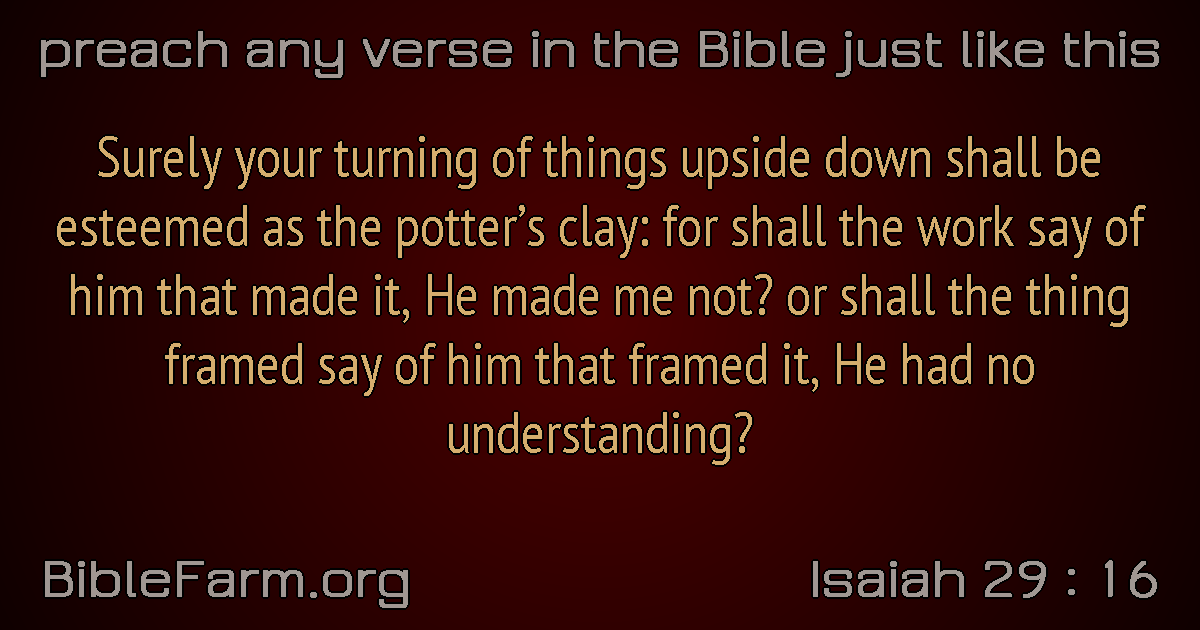 preach any verse in the Bible just like this
Surely your turning of things upside down shall be
esteemed as the potter’s clay: for shall the work say of
him that made it, He made me not? or shall the thing
framed say of him that framed it, He had no
understanding?
BibleFarm.org
Isaiah 29 : 16